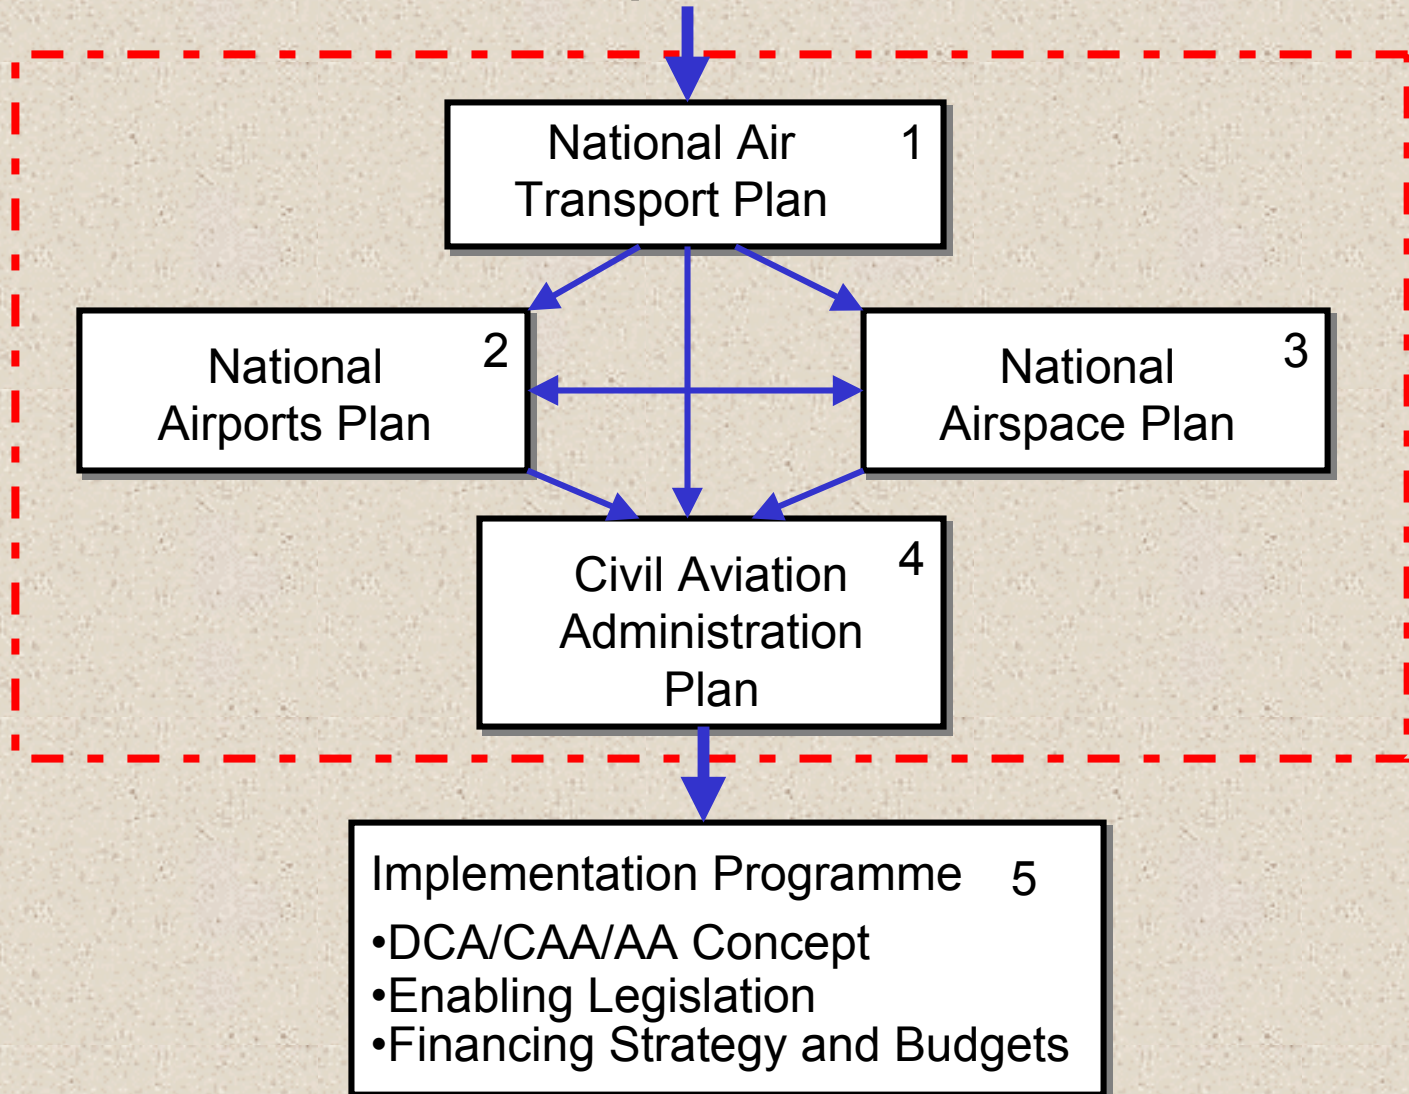 National Air 1
Transport Plan
National 2
Airports Plan
National 3
Airspace Plan
Civil Aviation 4
Administration
Plan
Implementation Programme 5
•DCA/CAA/AA Concept
•Enabling Legislation
•Financing Strategy and Budgets